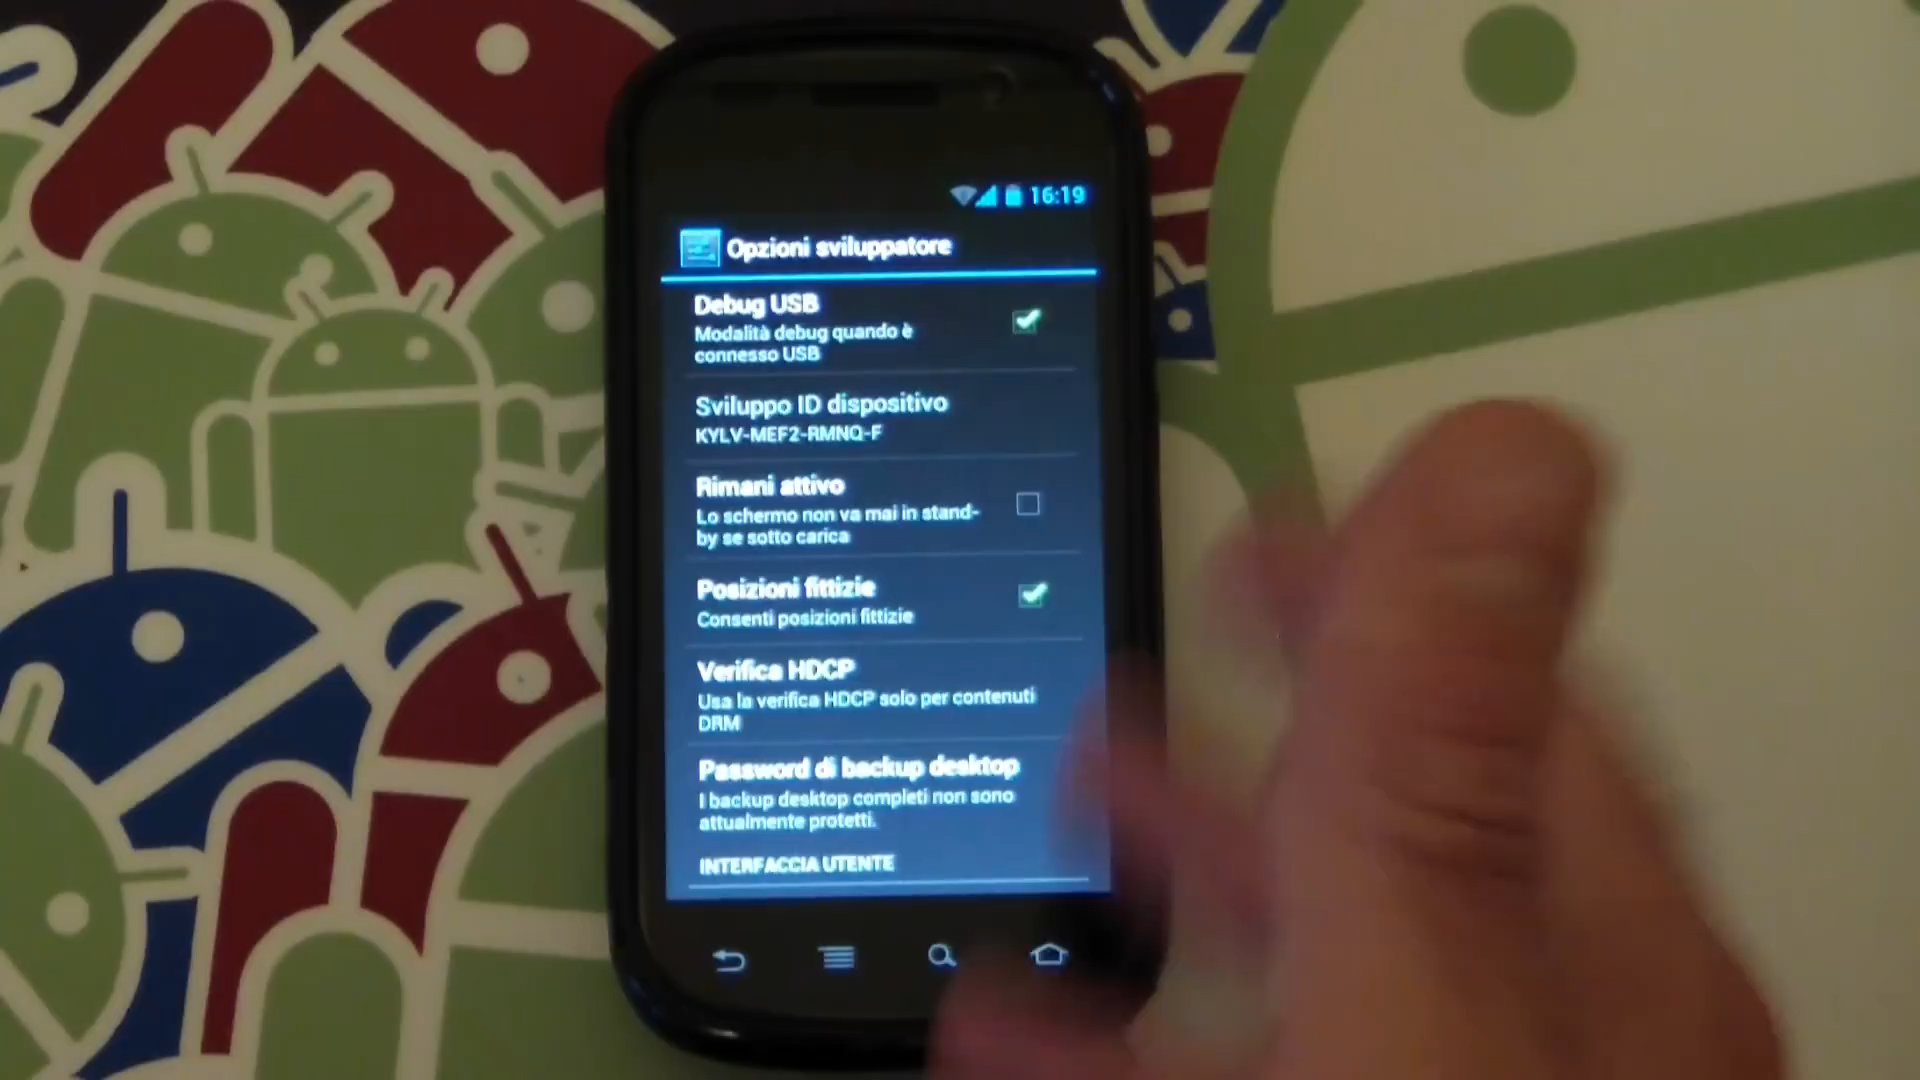 16:19
Opzioni sviluppatore
Debug USB
Modalità debug quando è
connesso USB
Sviluppo ID dispositivo
KYLV-MEF2-RMNQ-F
Rimani attivo
Lo schermo non va mai in stand-
by se sotto carica
Posizioni fittizie
Consenti posizioni fittizie
Verifica HDCP
Usa la verifica HDCP solo per contenuti
DRM
Password di backup desktop
I backup desktop completi non sono
attualmente protetti.
INTERFACCIA UTENTE